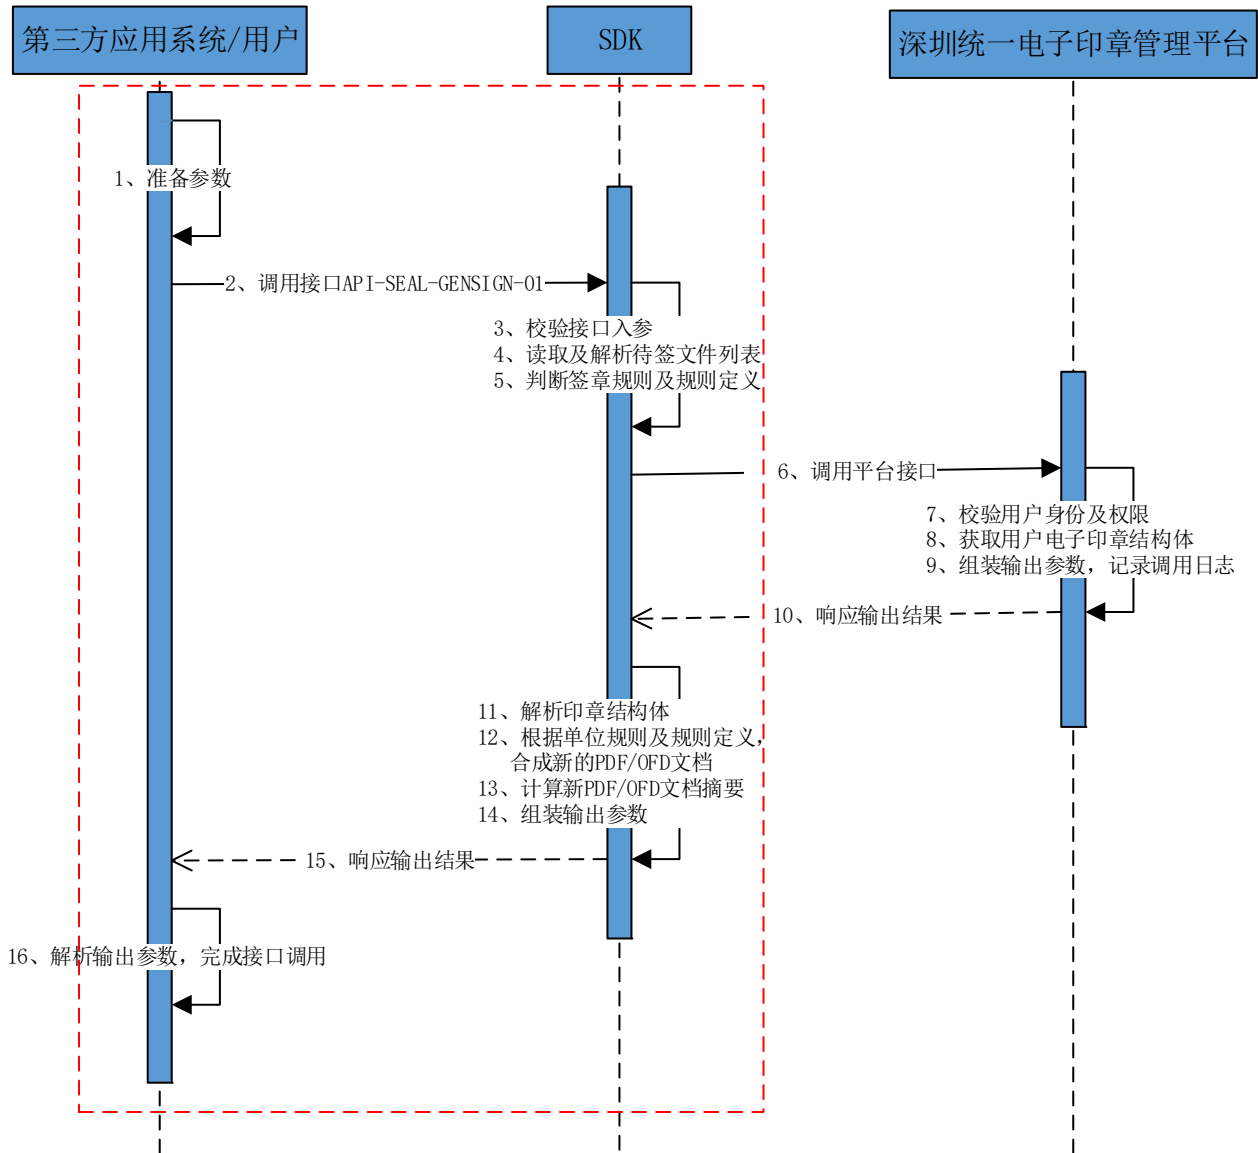 第三方应用系统/用户
SDK
深圳统一电子印章管理平台
1、准备参数
2、调用接口API-SEAL-GENSIGN-01
3、校验接口入参
4、读取及解析待签文件列表
5、判断签章规则及规则定义
6、调用平台接口
7、校验用户身份及权限
8、获取用户电子印章结构体
9、组装输出参数，记录调用日志
10、响应输出结果
11、解析印章结构体
12、根据单位规则及规则定义，
合成新的PDF/OFD文档
13、计算新PDF/OFD文档摘要
14、组装输出参数
15、响应输出结果
16、解析输出参数，完成接口调用